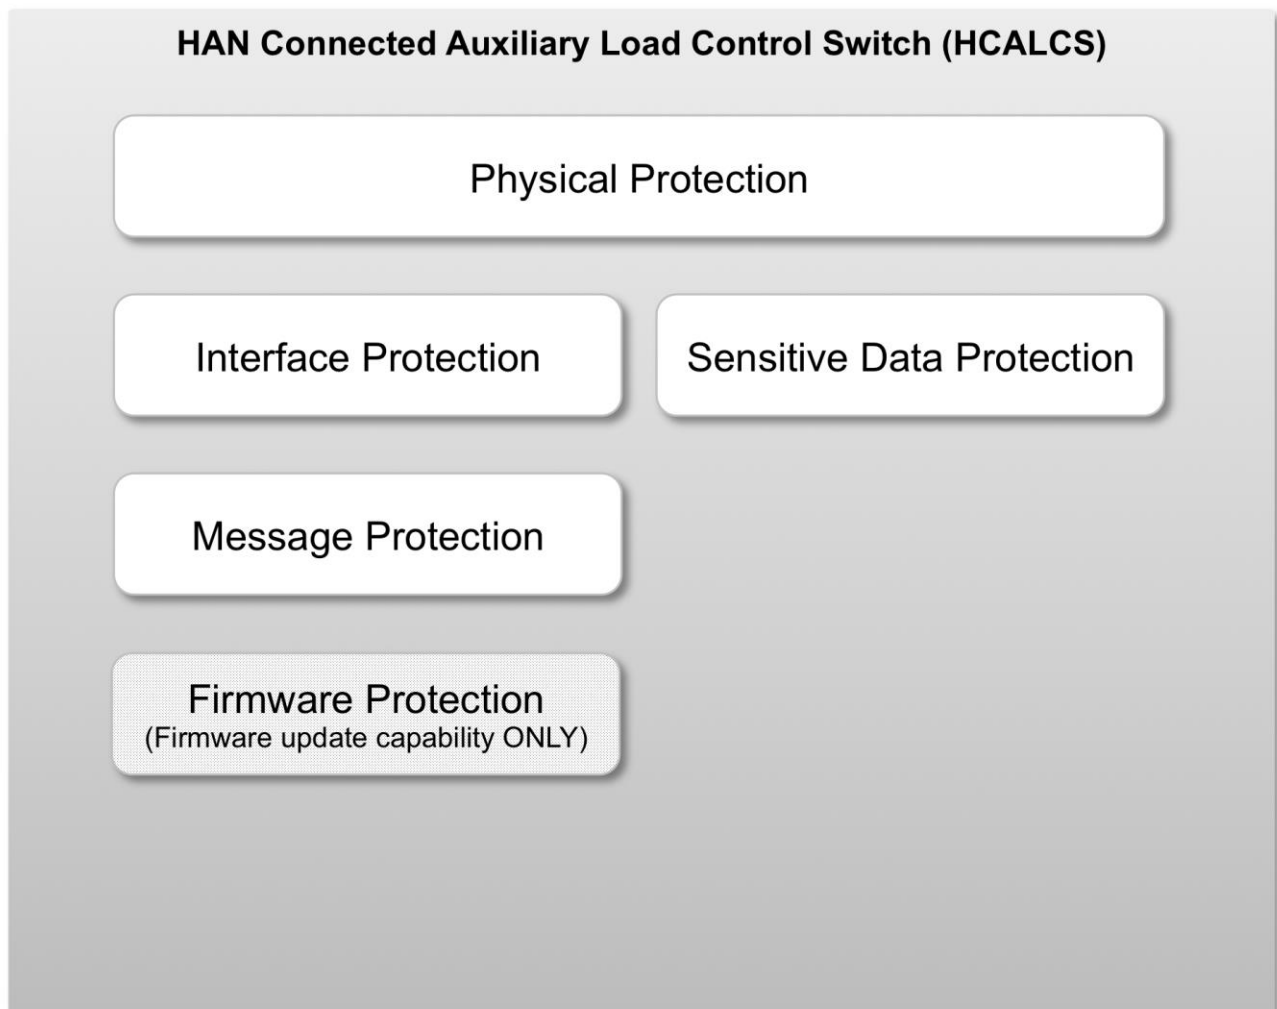 HAN Connected Auxiliary Load Control Switch (HCALCS)
Physical Protection
Interface Protection
Sensitive Data Protection
Message Protection
Firmware Protection
(Firmware update capability ONLY)